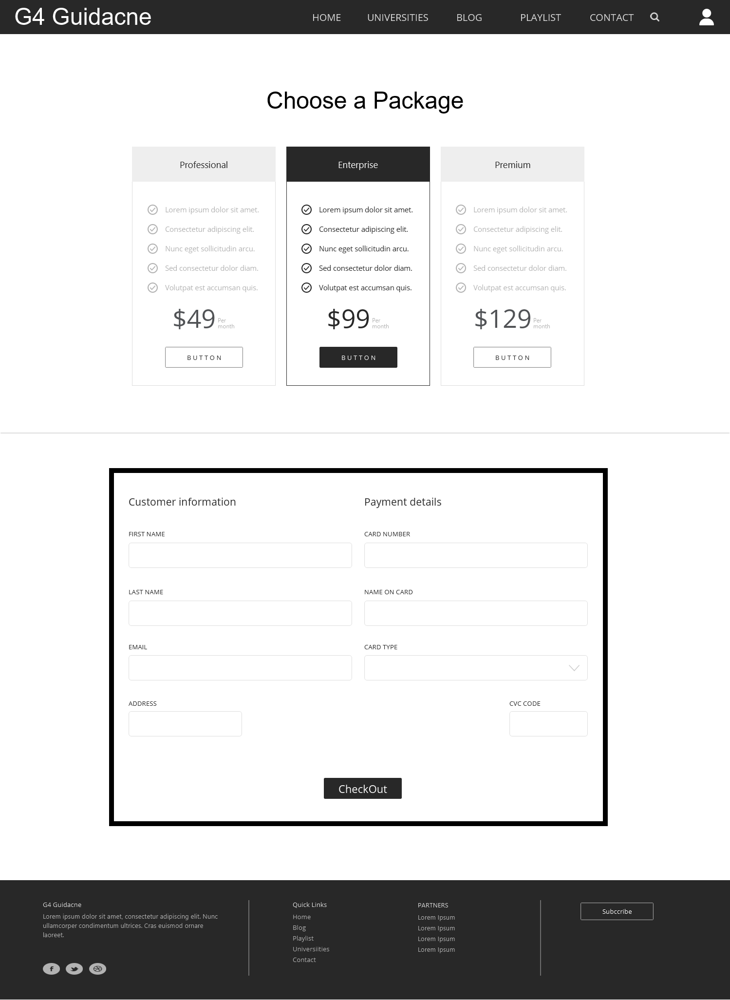 G4 Guidacne
HOME UNIVERSITIES BLOG PLAYLIST CONTACT
Choose a Package
Professional
Lorem ipsum dolor sit amet.
Consectetur adipiscing elit.
Nunc eget sollicitudin arcu.
Sed consectetur dolor diam.
Volutpat est accumsan quis.
$49 Per
month
BUTTON
Enterprise
Lorem ipsum dolor sit amet.
Consectetur adipiscing elit.
Nunc eget sollicitudin arcu.
Sed consectetur dolor diam.
Volutpat est accumsan quis.
$99 Per
month
BUTTON
Premium
Lorem ipsum dolor sit amet.
Consectetur adipiscing elit.
Nunc eget sollicitudin arcu.
Sed consectetur dolor diam.
Volutpat est accumsan quis.
$129 Per
month
BUTTON
Customer information
FIRST NAME
LAST NAME
EMAIL
ADDRESS
Payment details
CARD NUMBER
NAME ON CARD
CARD TYPE
CVC CODE
CheckOut
G4 Guidacne
Lorem ipsum dolor sit amet, consectetur adipiscing elit. Nunc
ullamcorper condimentum ultrices. Cras euismod ornare
laoreet.
Quick Links
Home
Blog
Playlist
Universiities
Contact
PARTNERS
Lorem Ipsum
Lorem Ipsum
Lorem Ipsum
Lorem Ipsum
Subccribe